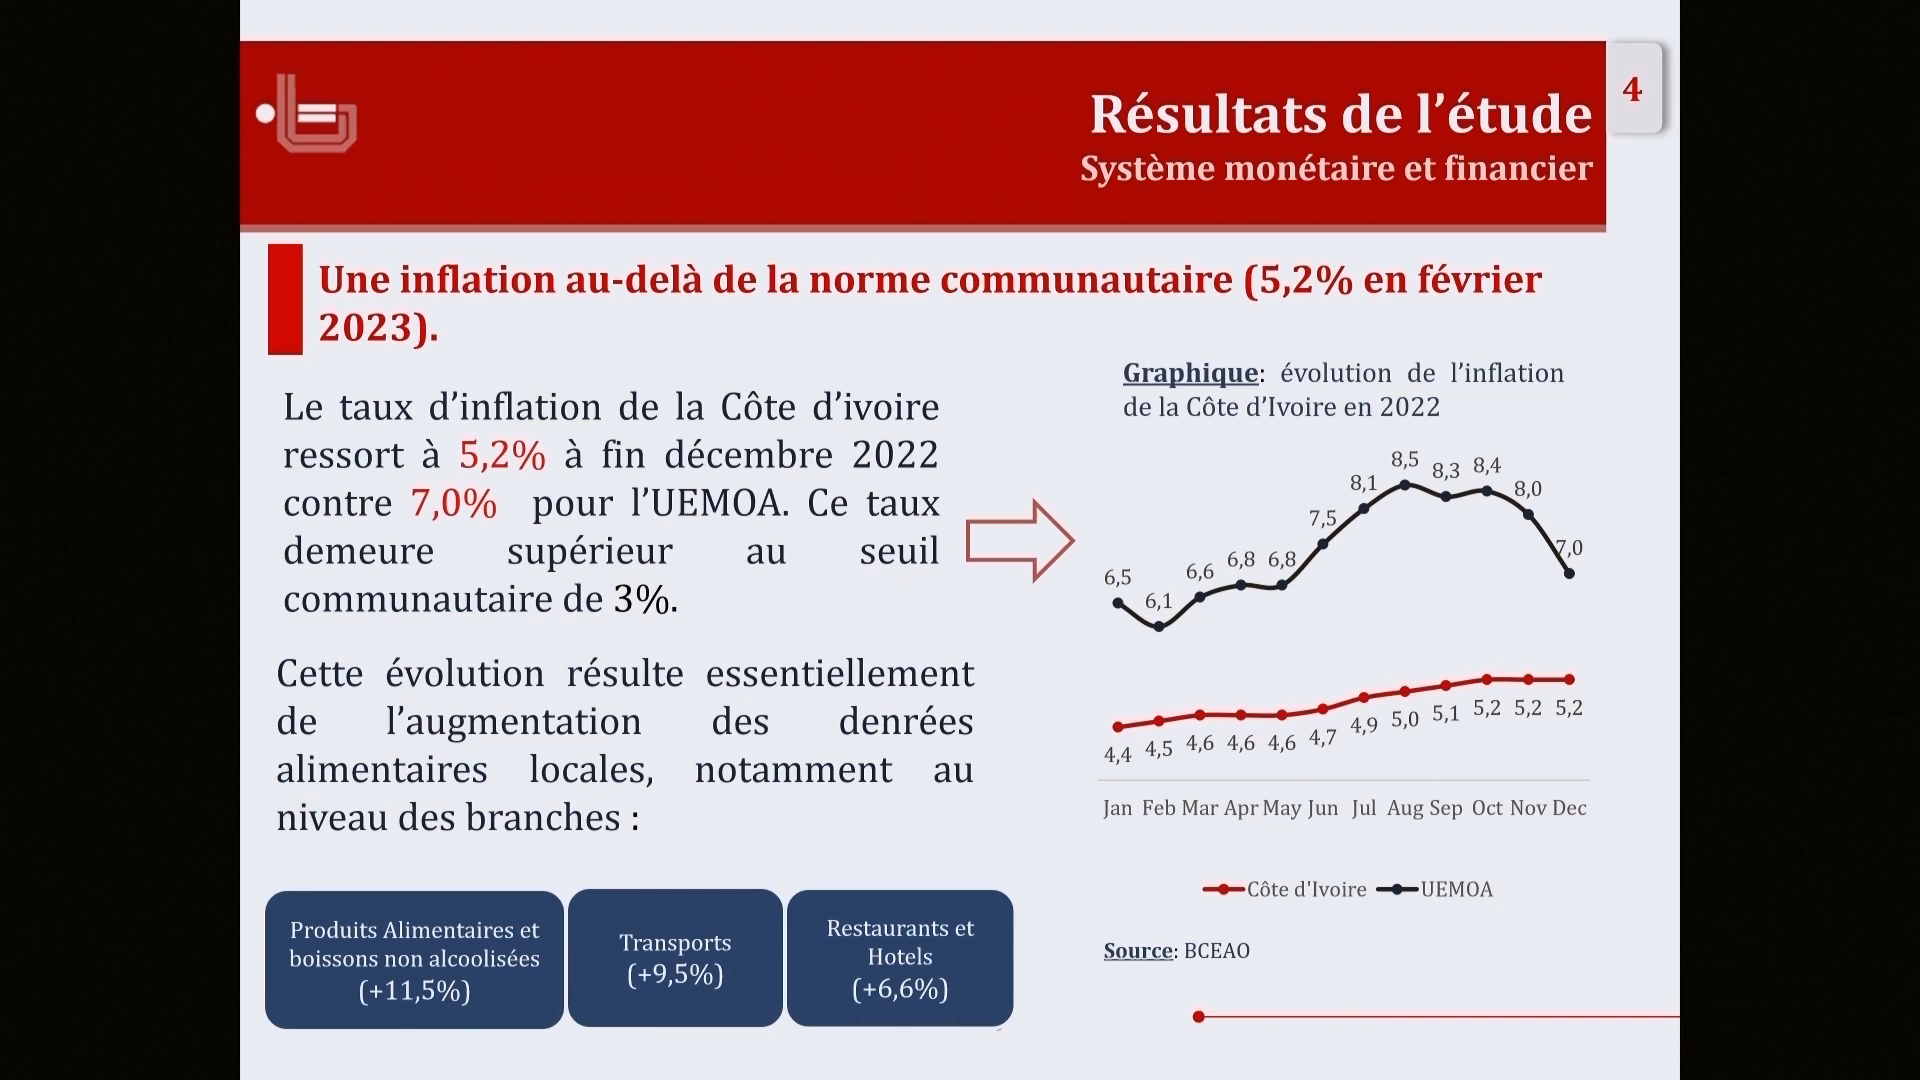 Résultats de l’étude
Système monétaire et financier
4
Une inflation au-delà de la norme communautaire (5,2% en février
2023).
Le taux d’inflation de la Côte d’ivoire
ressort à 5,2% à fin décembre 2022
contre 7,0% pour l’UEMOA. Ce taux
demeure supérieur au seuil
communautaire de 3%.
Cette évolution résulte essentiellement
de l’augmentation des denrées
alimentaires locales, notamment au
niveau des branches :
Produits Alimentaires et
boissons non alcoolisées
(+11,5%)
Transports
(+9,5%)
Restaurants et
Hotels
(+6,6%)
Graphique: évolution de l’inflation
de la Côte d’Ivoire en 2022
6,5 6,1 6,6 6,8 6,8 7,5 8,1 8,5 8,3 8,4 8,0 7,0
4,4 4,5 4,6 4,6 4,6 4,7 4,9 5,0 5,1 5,2 5,2 5,2
Jan Feb Mar Apr May Jun Jul Aug Sep Oct Nov Dec
Côte d'Ivoire UEMOA
Source: BCEAO